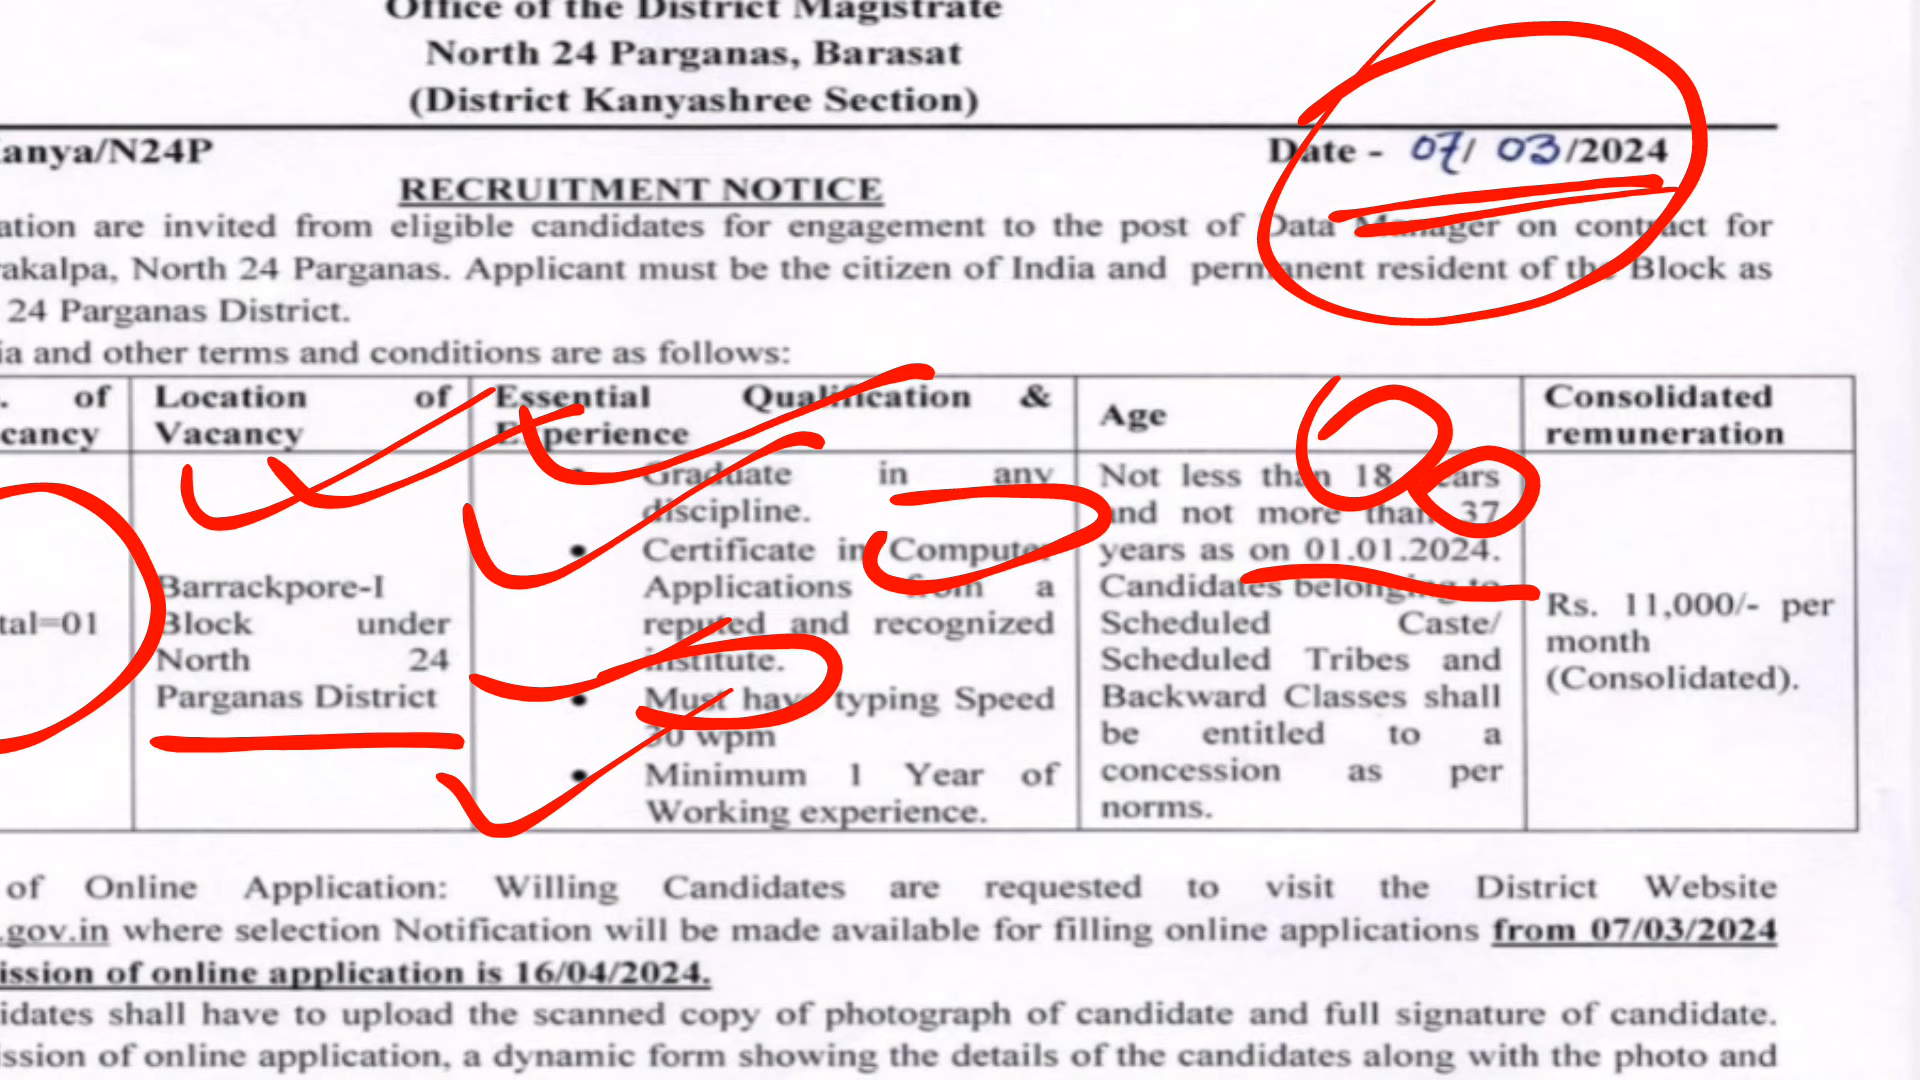 Office of the District Magistrate
North 24 Parganas, Barasat
(District Kanyashree Section)
anya/N24P
Date - 07/ 03/2024
RECRUITMENT NOTICE
ation are invited from eligible candidates for engagement to the post of Data Manager on contract for
rakalpa, North 24 Parganas. Applicant must be the citizen of India and permanent resident of the Block as
24 Parganas District.
ia and other terms and conditions are as follows:
. of
cancy
Location of
Vacancy
Essential Qualification &
Experience
Age
Consolidated
remuneration
tal=01
Barrackpore-I
Block under
North 24
Parganas District
Graduate in any
discipline.
• Certificate in Computer
Applications from a
reputed and recognized
institute.
• Must have typing Speed
30 wpm
• Minimum 1 Year of
Working experience.
Not less than 18 years
and not more than 37
years as on 01.01.2024.
Candidates belonging to
Scheduled Caste/
Scheduled Tribes and
Backward Classes shall
be entitled to a
concession as per
norms.
Rs. 11,000/- per
month
(Consolidated).
of Online Application: Willing Candidates are requested to visit the District Website
.gov.in where selection Notification will be made available for filling online applications from 07/03/2024
ission of online application is 16/04/2024.
idates shall have to upload the scanned copy of photograph of candidate and full signature of candidate.
ission of online application, a dynamic form showing the details of the candidates along with the photo and